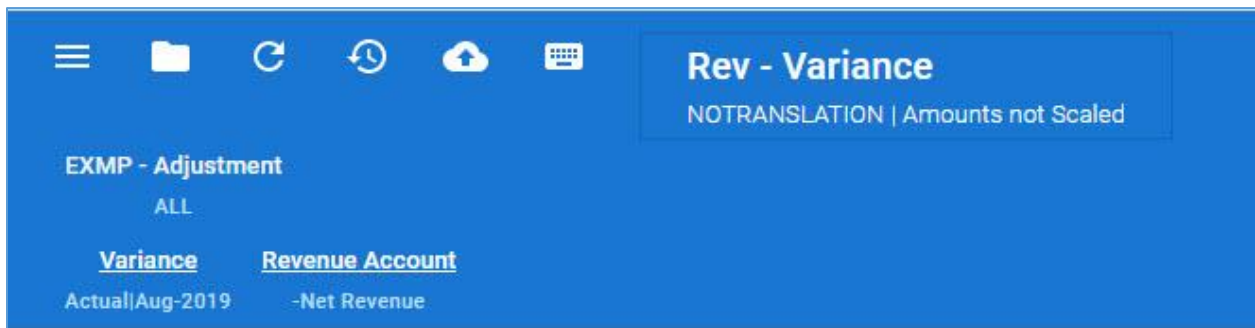 Rev - Variance
NOTRANSLATION | Amounts not Scaled
EXMP - Adjustment
ALL
Variance Revenue Account
Actual|Aug-2019 -Net Revenue